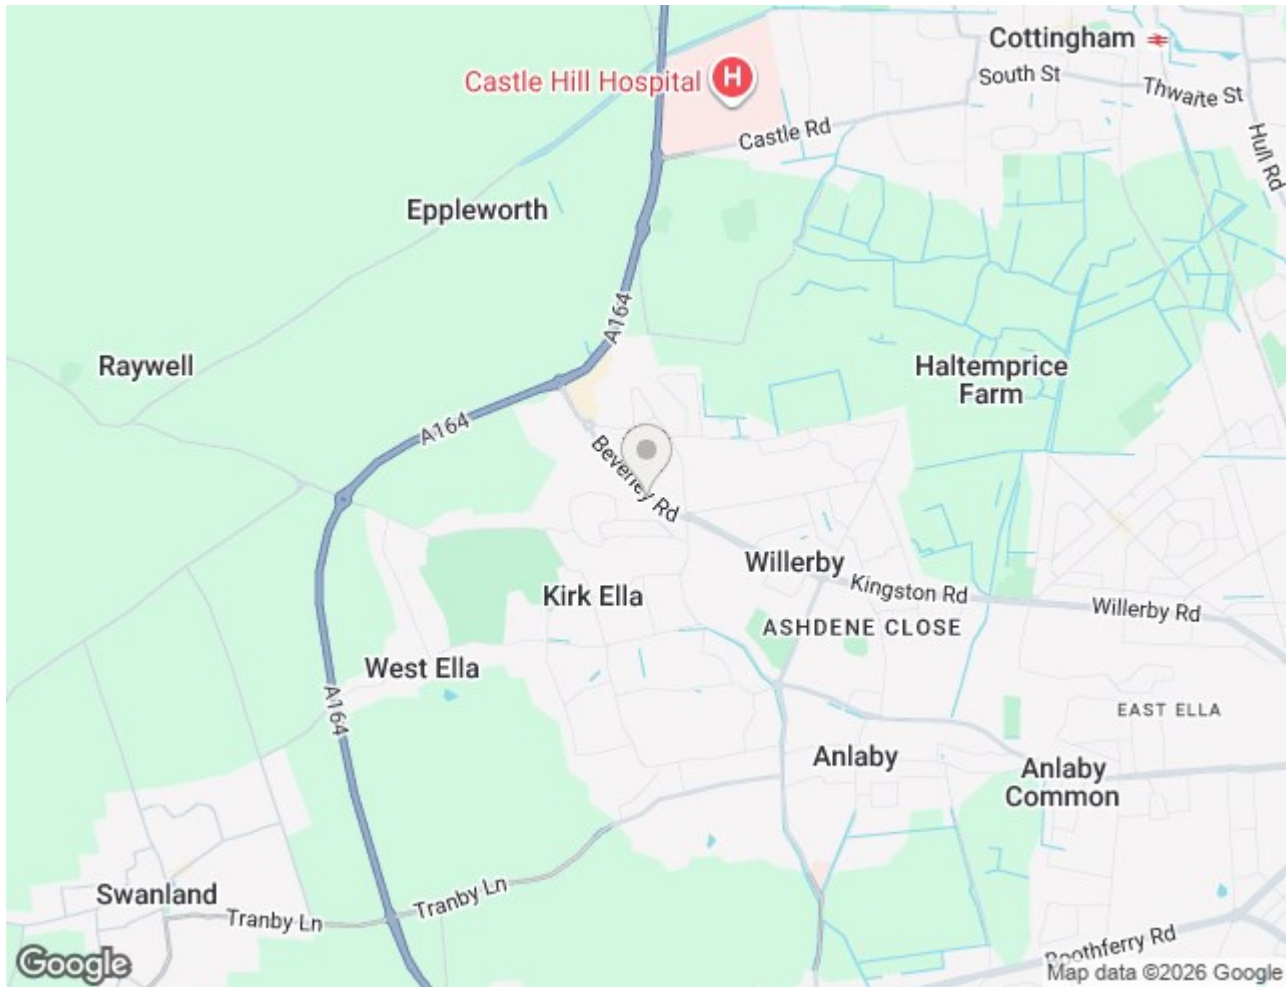 Cottingham
South St
Thwaite St
Castle Hill Hospital
H
Castle Rd
Hull Rd
Eppleworth
A164
Raywell
Haltemprice
Farm
A164
Beverley Rd
Willerby
Kingston Rd
Willerby Rd
Kirk Ella
ASHDENE CLOSE
West Ella
A164
EAST ELLA
Anlaby
Anlaby
Common
Swanland
Tranby Ln
Tranby Ln
Boothferry Rd
Google
Map data ©2026 Google